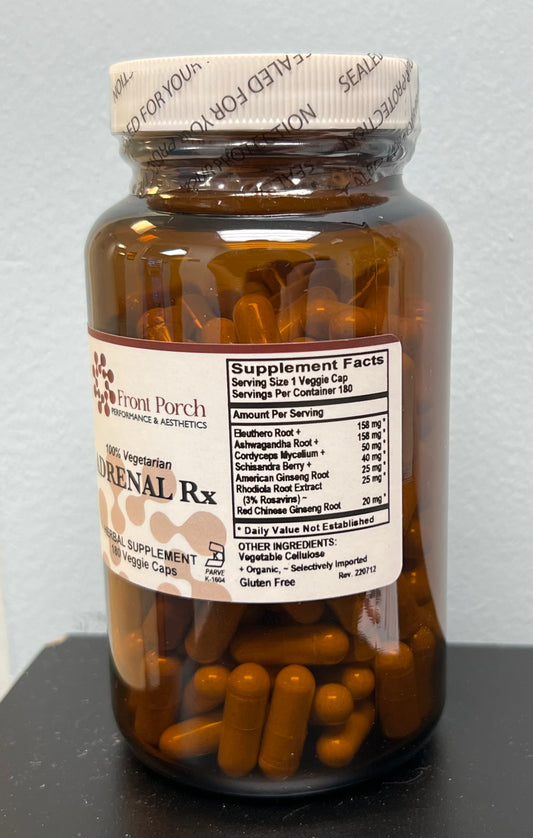 SEALED FOR YOUR
SEALED FOR YOUR PROTECTION
Front Porch
PERFORMANCE & AESTHETICS
100% Vegetarian
ADRENAL Rx
HERBAL SUPPLEMENT
180 Veggie Caps
K
PARVE
K-1604
Supplement Facts
Serving Size 1 Veggie Cap
Servings Per Container 180
Amount Per Serving
Eleuthero Root + 158 mg *
Ashwagandha Root + 158 mg *
Cordyceps Mycelium + 50 mg *
Schisandra Berry + 40 mg *
American Ginseng Root 25 mg *
Rhodiola Root Extract 25 mg *
(3% Rosavins) ~
Red Chinese Ginseng Root 20 mg *
* Daily Value Not Established
OTHER INGREDIENTS:
Vegetable Cellulose
+ Organic, ~ Selectively Imported
Gluten Free Rev. 220712